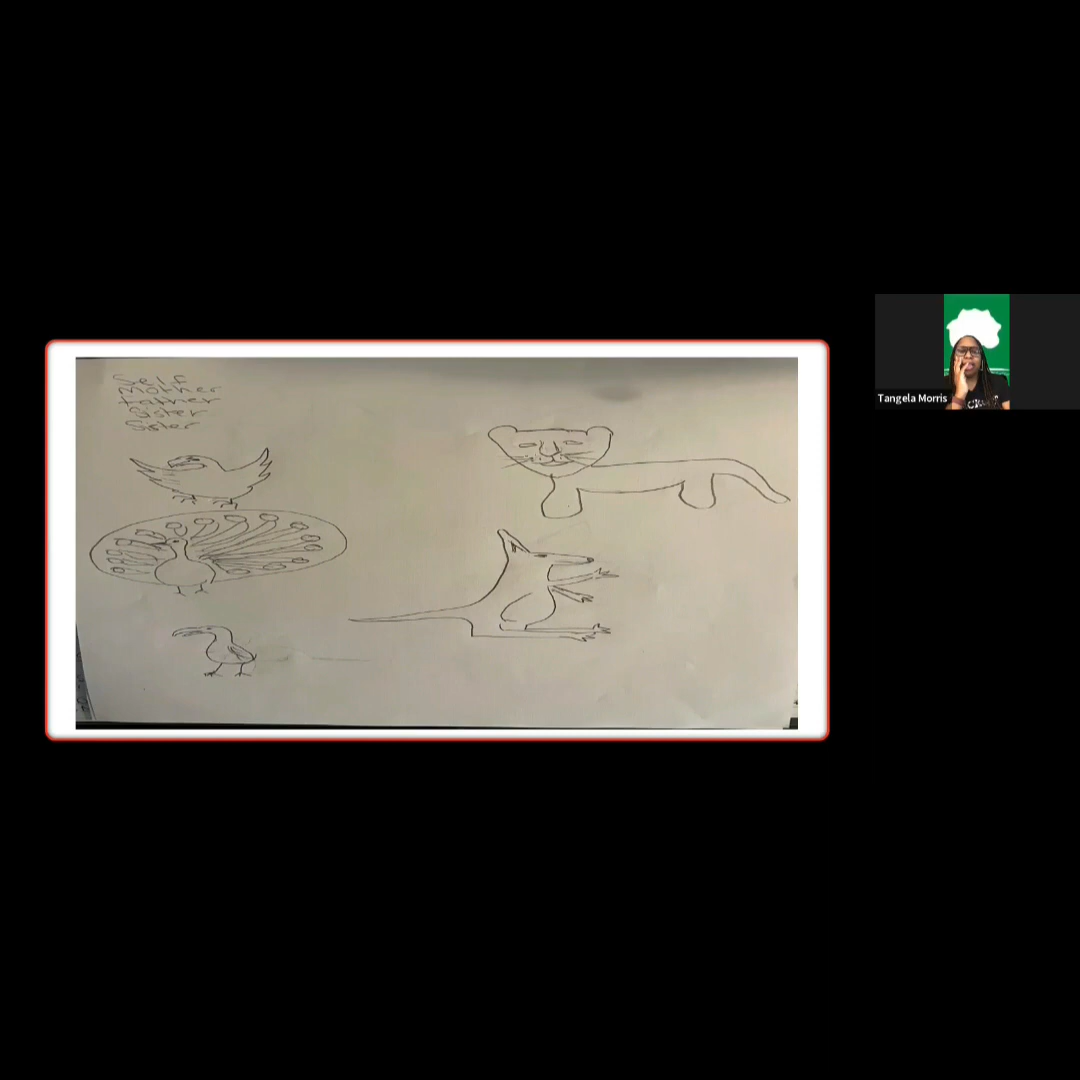 Self
Mother
Father
Sister
Sister
Tangela Morris